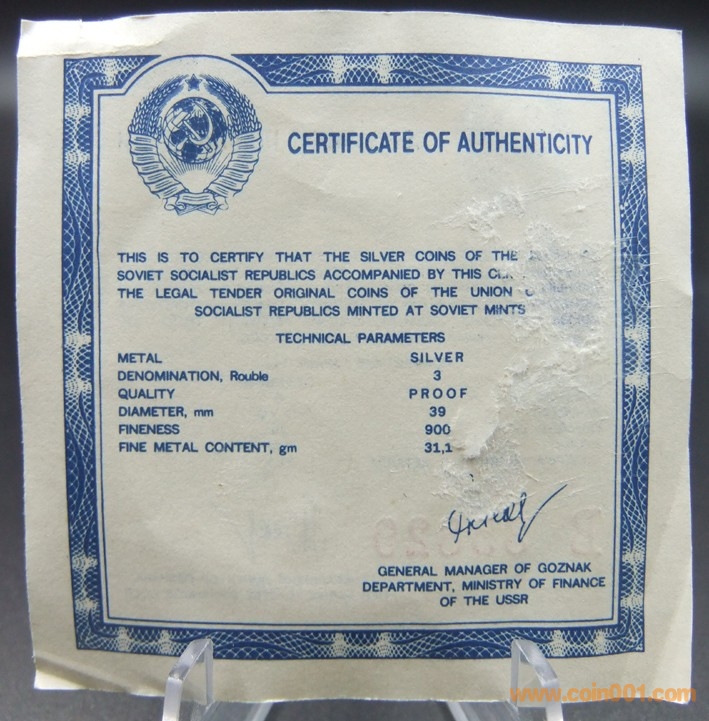 CERTIFICATE OF AUTHENTICITY
THIS IS TO CERTIFY THAT THE SILVER COINS OF THE
SOVIET SOCIALIST REPUBLICS ACCOMPANIED BY THIS
THE LEGAL TENDER ORIGINAL COINS OF THE UNION
SOCIALIST REPUBLICS MINTED AT SOVIET MINTS
TECHNICAL PARAMETERS
METAL SILVER
DENOMINATION, Rouble 3
QUALITY PROOF
DIAMETER, mm 39
FINENESS 900
FINE METAL CONTENT, gm 31,1
GENERAL MANAGER OF GOZNAK
DEPARTMENT, MINISTRY OF FINANCE
OF THE USSR
www.coin001.com